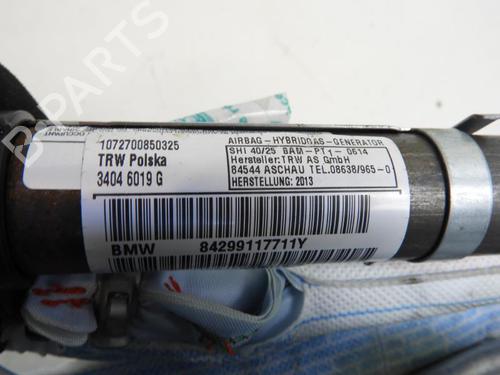 B-PARTS
OCCUPANT
1072700850325
TRW Polska
3404 6019 G
AIRBAG-HYBRIDGAS-GENERATOR
SHI 40/25 BAM-PT1- 0614
Hersteller:TRW AS GmbH
84544 ASCHAU TEL.08638/965-0
HERSTELLUNG: 2013
BMW 84299117711Y